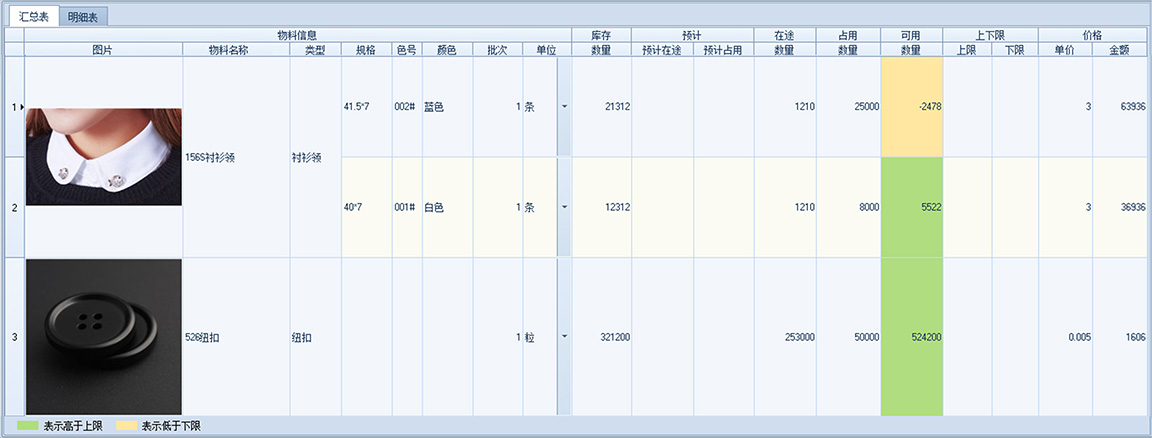 汇总表 明细表
物料信息 库存 预计 在途 占用 可用 上下限 价格
图片 物料名称 类型 规格 色号 颜色 批次 单位 数量 预计在途 预计占用 数量 数量 数量 上限 下限 单价 金额
1 41.5*7 002# 蓝色 1 条 21312 1210 25000 -2478 3 63936
156S衬衫领 衬衫领
2 40*7 001# 白色 1 条 12312 1210 8000 5522 3 36936
3 526纽扣 纽扣 1 粒 321200 253000 50000 524200 0.005 1606
表示高于上限 表示低于下限